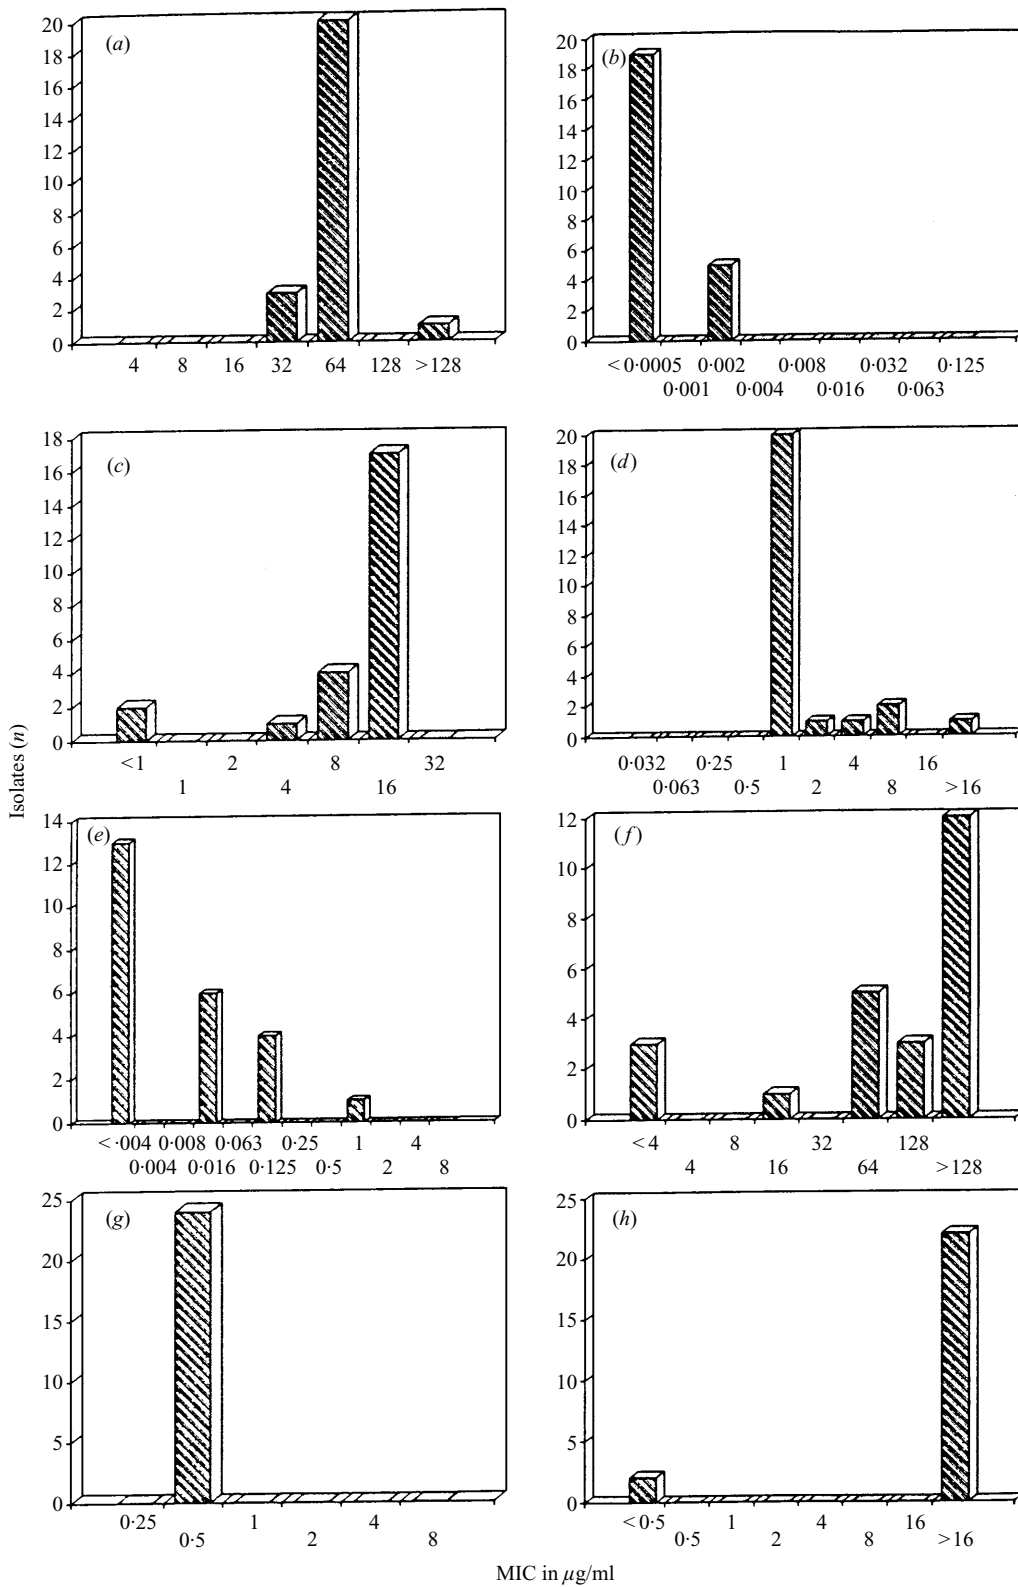 (a)
20
18
16
14
12
10
8
6
4
2
0
4 8 16 32 64 128 >128
(b)
20
18
16
14
12
10
8
6
4
2
0
<0·0005 0·002 0·008 0·032 0·125
0·001 0·004 0·016 0·063
(c)
18
16
14
12
10
8
6
4
2
0
<1 2 8 32
1 4 16
(d)
20
18
16
14
12
10
8
6
4
2
0
0·032 0·25 1 4 16
0·063 0·5 2 8 >16
Isolates (n)
(e)
14
12
10
8
6
4
2
0
<·004 0·008 0·063 0·25 1 4
0·004 0·016 0·125 0·5 2 8
(f)
12
10
8
6
4
2
0
<4 8 32 128
4 16 64 >128
(g)
25
20
15
10
5
0
0·25 1 4
0·5 2 8
(h)
25
20
15
10
5
0
<0·5 1 4 16
0·5 2 8 >16
MIC in µg/ml